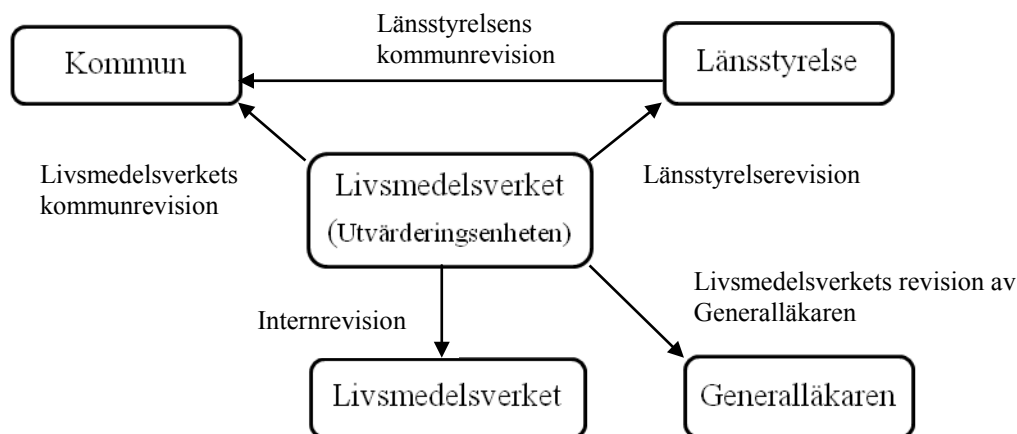 Länsstyrelsens
kommunrevision
Kommun
Länsstyrelse
Livsmedelsverkets
kommunrevision
Livsmedelsverket
(Utvärderingsenheten)
Länsstyrelserevision
Livsmedelsverkets revision av
Generalläkaren
Internrevision
Livsmedelsverket
Generalläkaren